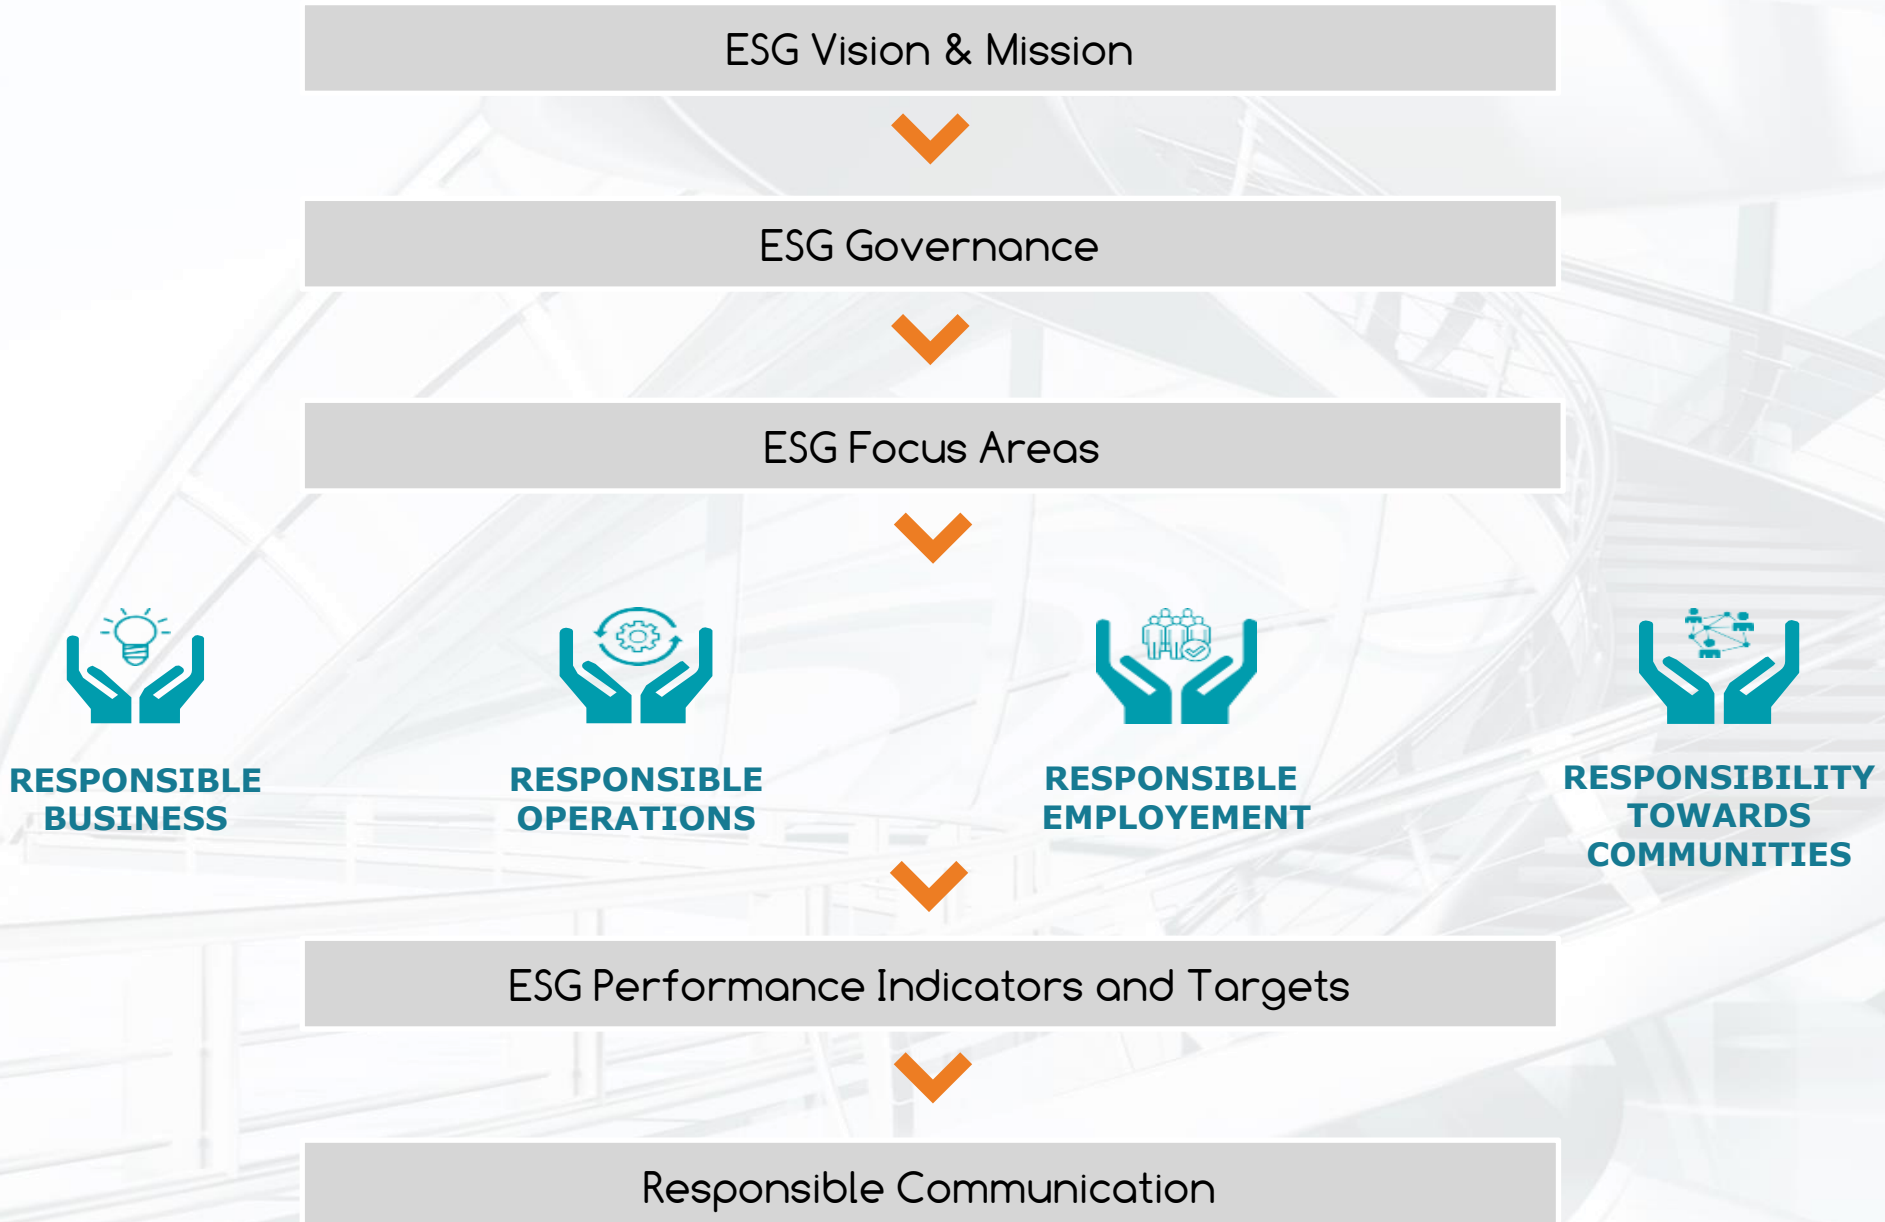 ESG Vision & Mission
ESG Governance
ESG Focus Areas
RESPONSIBLE
BUSINESS
RESPONSIBLE
OPERATIONS
RESPONSIBLE
EMPLOYEMENT
RESPONSIBILITY
TOWARDS
COMMUNITIES
ESG Performance Indicators and Targets
Responsible Communication